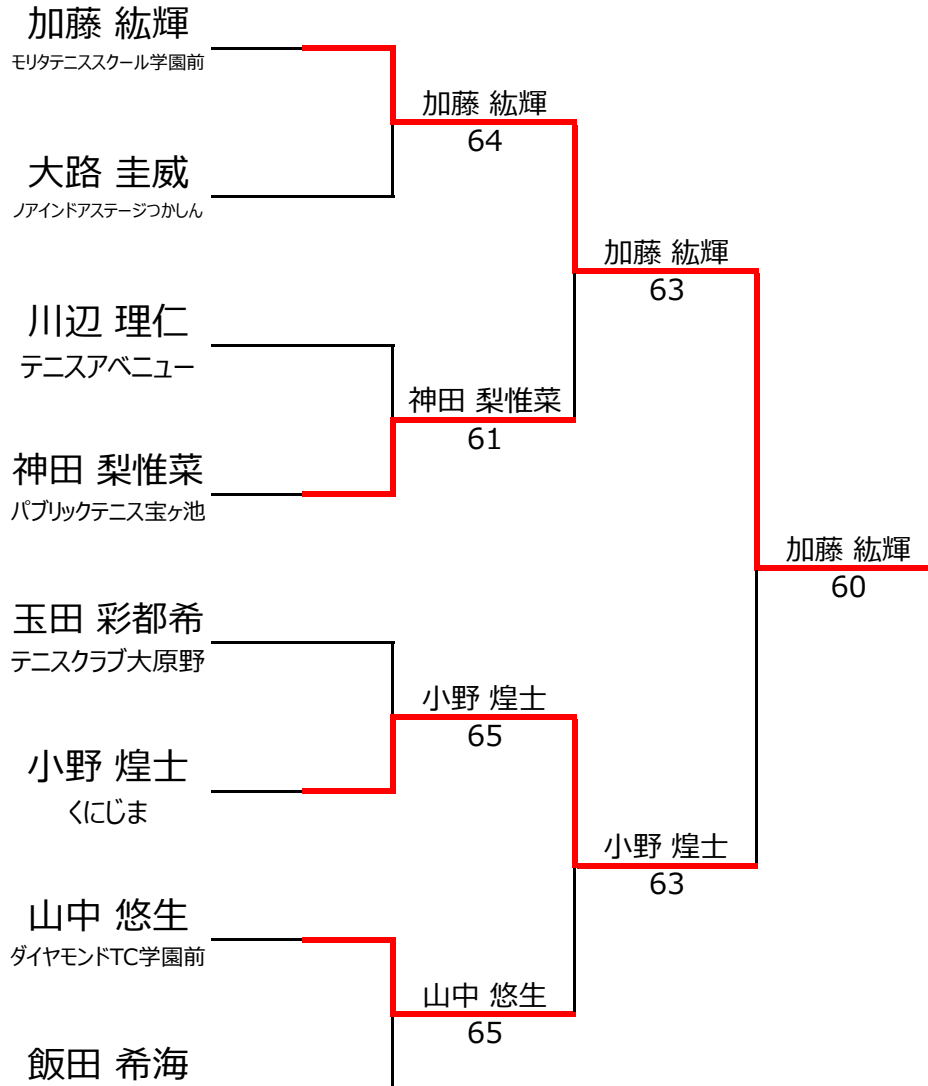 加藤 紘輝
モリタテニススクール学園前
加藤 紘輝
64
大路 圭威
ノアインドアステージつかしん
加藤 紘輝
63
川辺 理仁
テニスアベニュー
神田 梨惟菜
61
神田 梨惟菜
パブリックテニス宝ヶ池
加藤 紘輝
60
玉田 彩都希
テニスクラブ大原野
小野 煌士
65
小野 煌士
くにじま
小野 煌士
63
山中 悠生
ダイヤモンドTC学園前
山中 悠生
65
飯田 希海